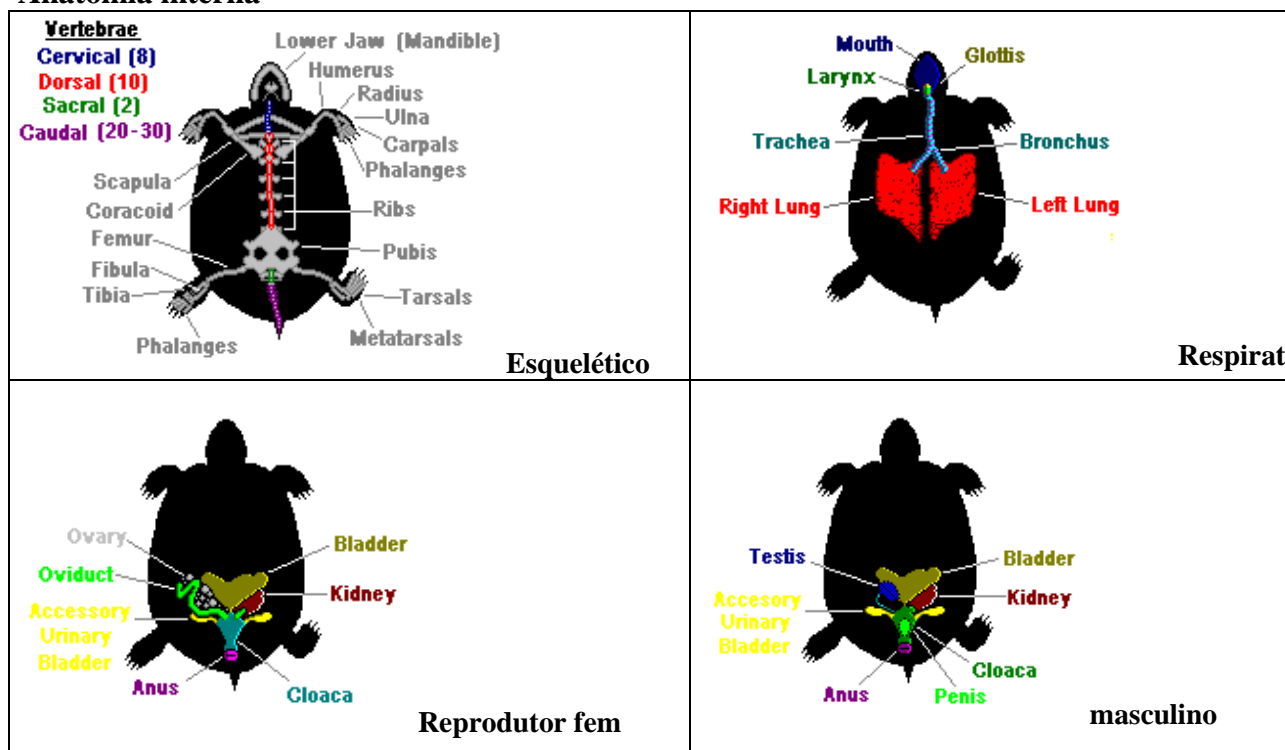 Anatomia interna
Vertebrae
Cervical (8)
Dorsal (10)
Sacral (2)
Caudal (20-30)
Lower Jaw (Mandible)
Humerus
Radius
Ulna
Carpals
Phalanges
Scapula
Coracoid
Ribs
Femur
Pubis
Fibula
Tibia
Tarsals
Metatarsals
Phalanges
Esquelético
Mouth
Glottis
Larynx
Trachea
Bronchus
Right Lung
Left Lung
Respirat
Ovary
Bladder
Oviduct
Kidney
Accessory
Urinary
Bladder
Anus
Cloaca
Reprodutor fem
Testis
Bladder
Accesory
Urinary
Bladder
Kidney
Cloaca
Anus
Penis
masculino